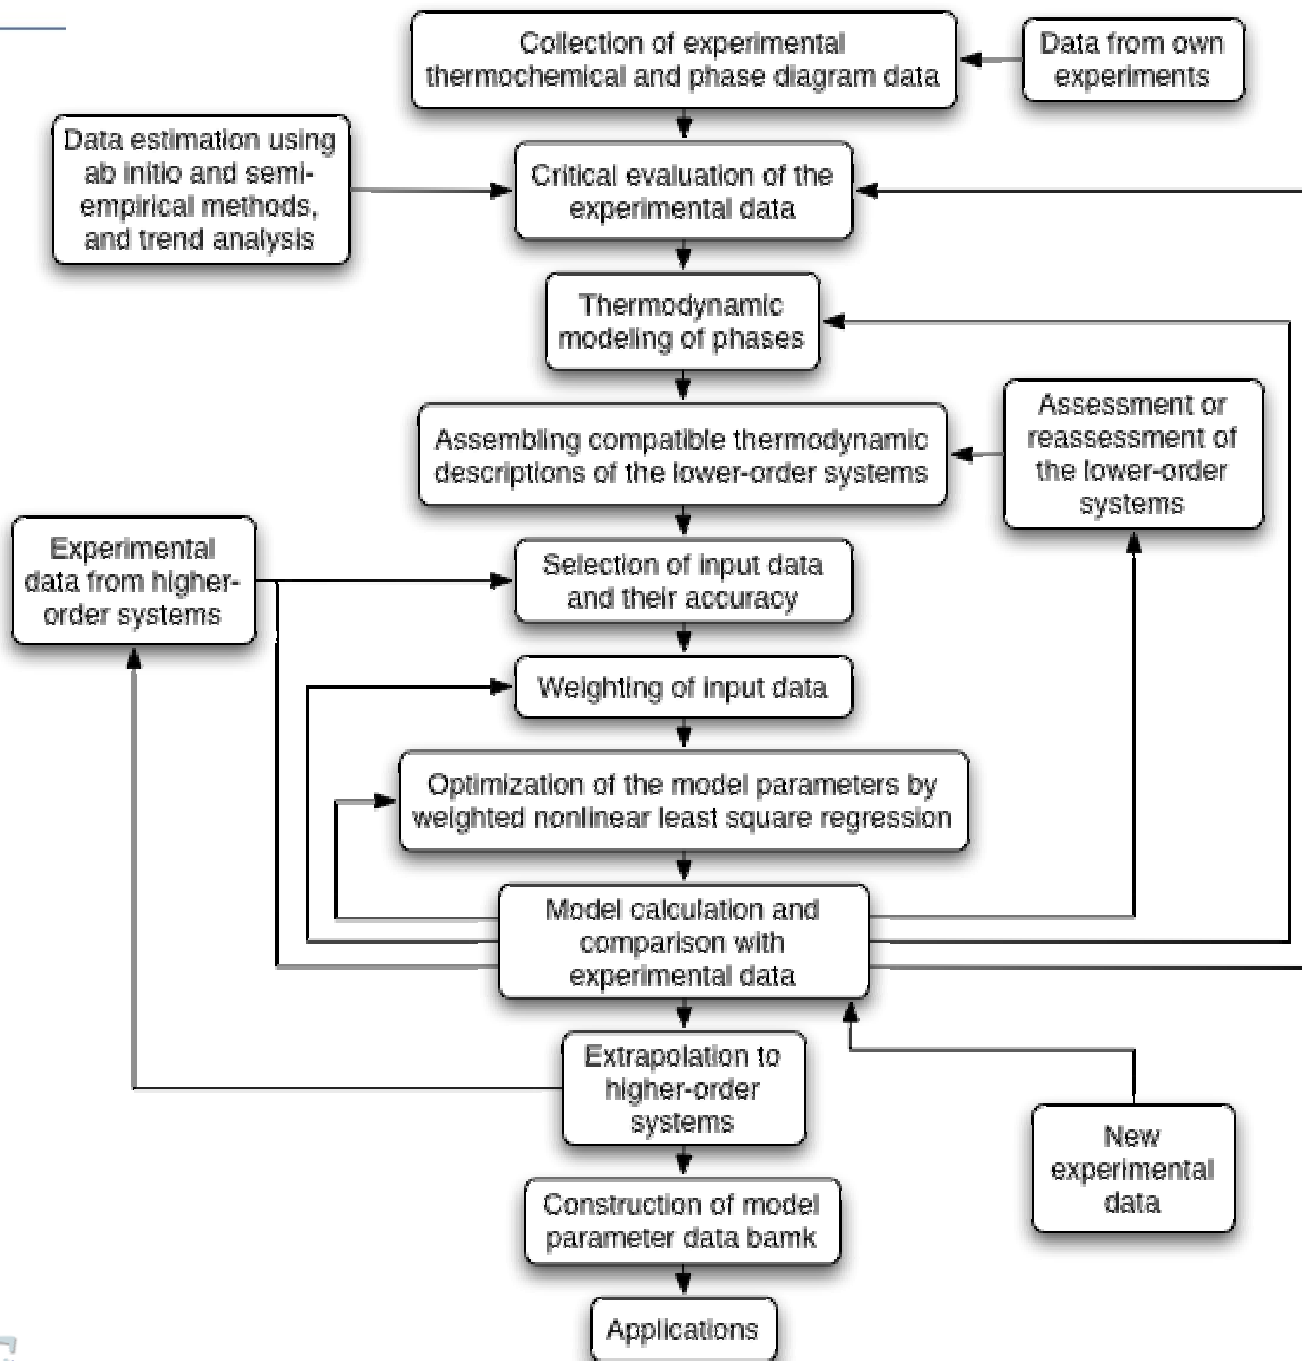 Collection of experimental
thermochemical and phase diagram data
Data from own
experiments
Data estimation using
ab initio and semi-
empirical methods,
and trend analysis
Critical evaluation of the
experimental data
Thermodynamic
modeling of phases
Assembling compatible thermodynamic
descriptions of the lower-order systems
Assessment or
reassessment of
the lower-order
systems
Experimental
data from higher-
order systems
Selection of input data
and their accuracy
Weighting of input data
Optimization of the model parameters by
weighted nonlinear least square regression
Model calculation and
comparison with
experimental data
Extrapolation to
higher-order
systems
New
experimental
data
Construction of model
parameter data bamk
Applications